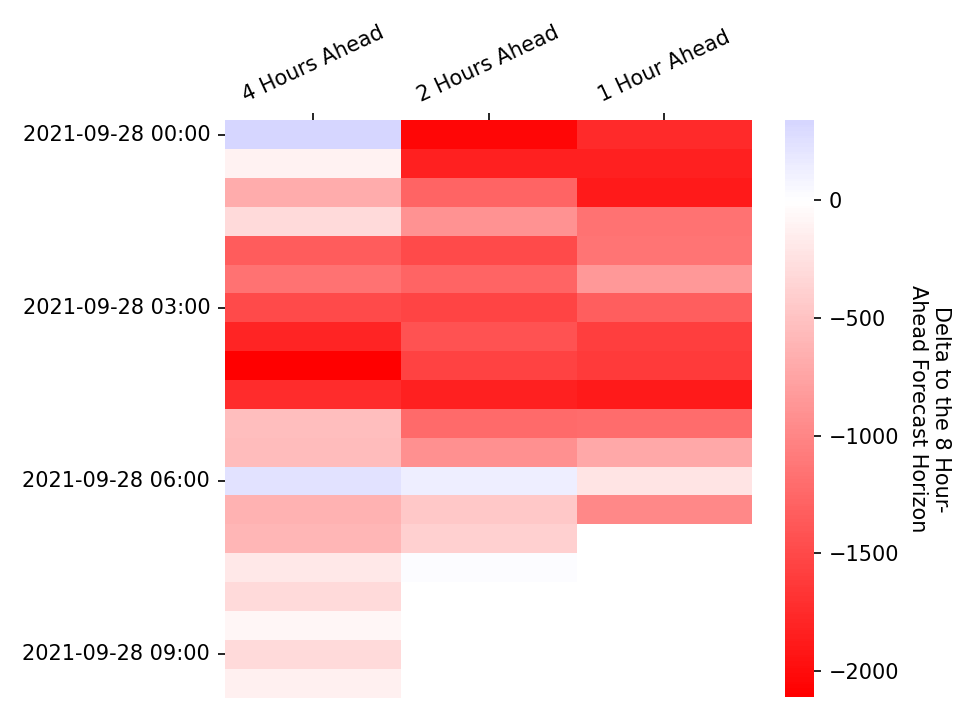 4 Hours Ahead
2 Hours Ahead
1 Hour Ahead
2021-09-28 00:00
2021-09-28 03:00
2021-09-28 06:00
2021-09-28 09:00
0
−500
−1000
−1500
−2000
Delta to the 8 Hour-
Ahead Forecast Horizon